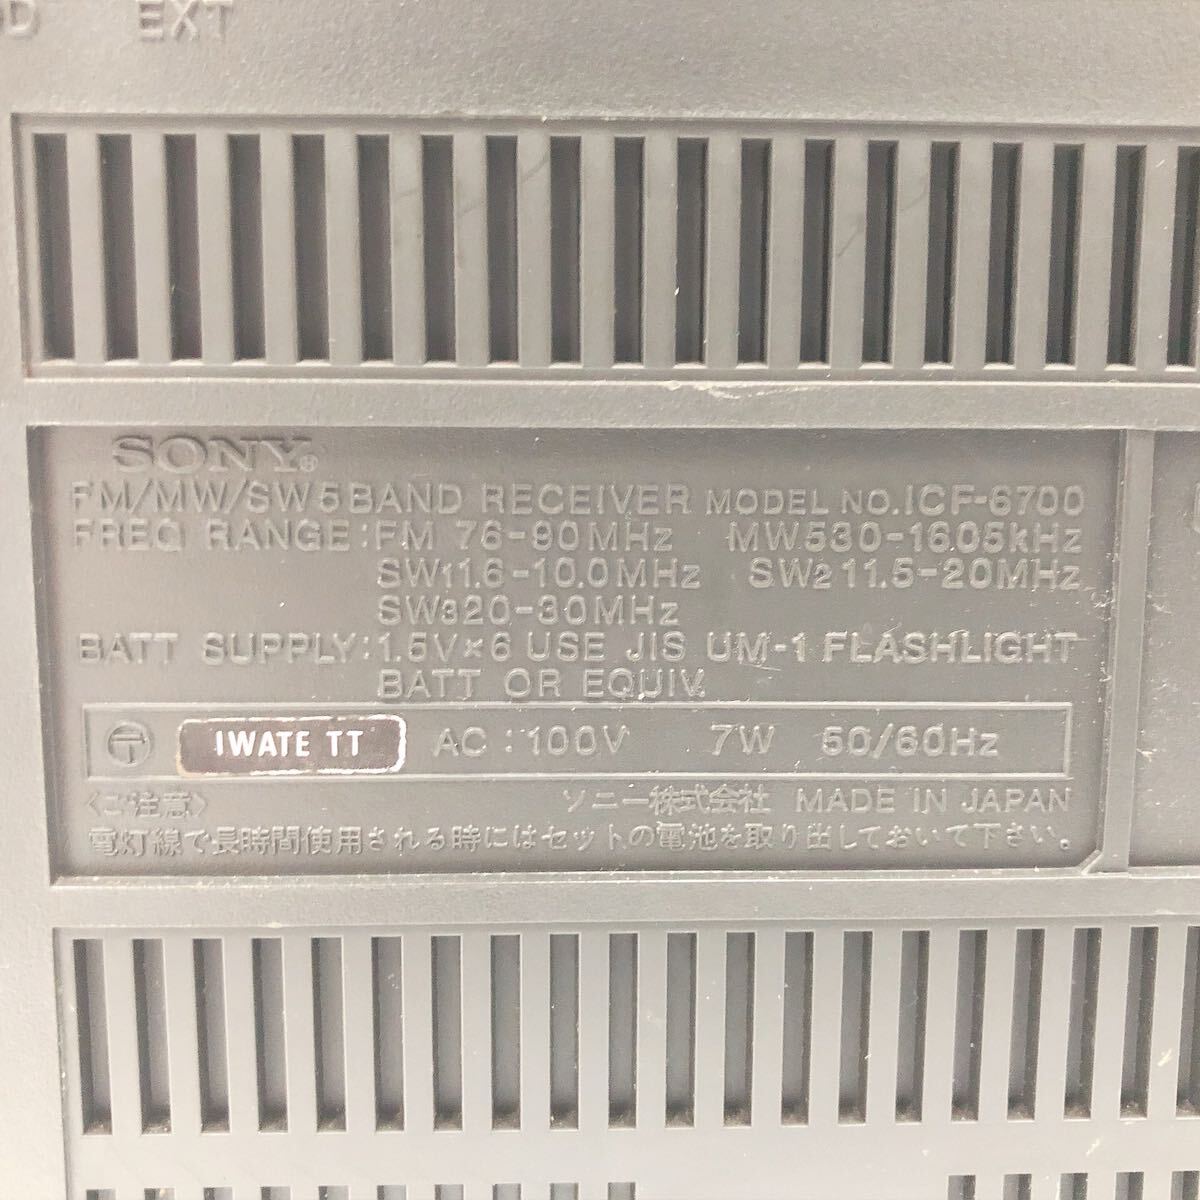 EXT
SONY®
FM/MW/SW 5 BAND RECEIVER MODEL NO. ICF-6700
FREQ RANGE: FM 76-90MHz MW530-1605kHz
SW1 1.6-10.0MHz SW2 11.5-20MHz
SW3 20-30MHz
BATT SUPPLY: 1.5V×6 USE JIS UM-1 FLASHLIGHT
BATT OR EQUIV.
〒 IWATE TT AC: 100V 7W 50/60Hz
〈ご注意〉 ソニー株式会社 MADE IN JAPAN
電灯線で長時間使用される時にはセットの電池を取り出しておいて下さい。